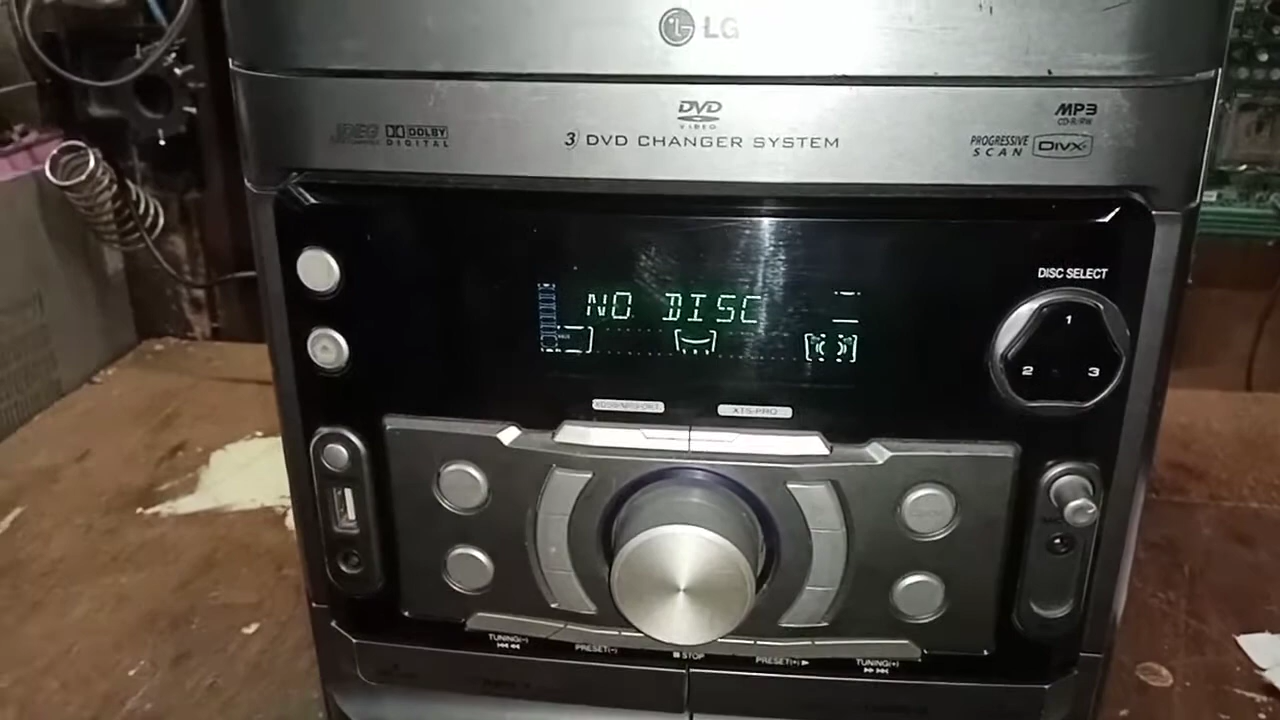 LG
DVD
VIDEO
MP3
CD-R/RW
DOLBY
DIGITAL
3 DVD CHANGER SYSTEM
PROGRESSIVE
SCAN
DIVX
DISC SELECT
NO DISC
1
2
3
XTS-PRO
TUNING(-)
PRESET(-)
STOP
PRESET(+)
TUNING(+)